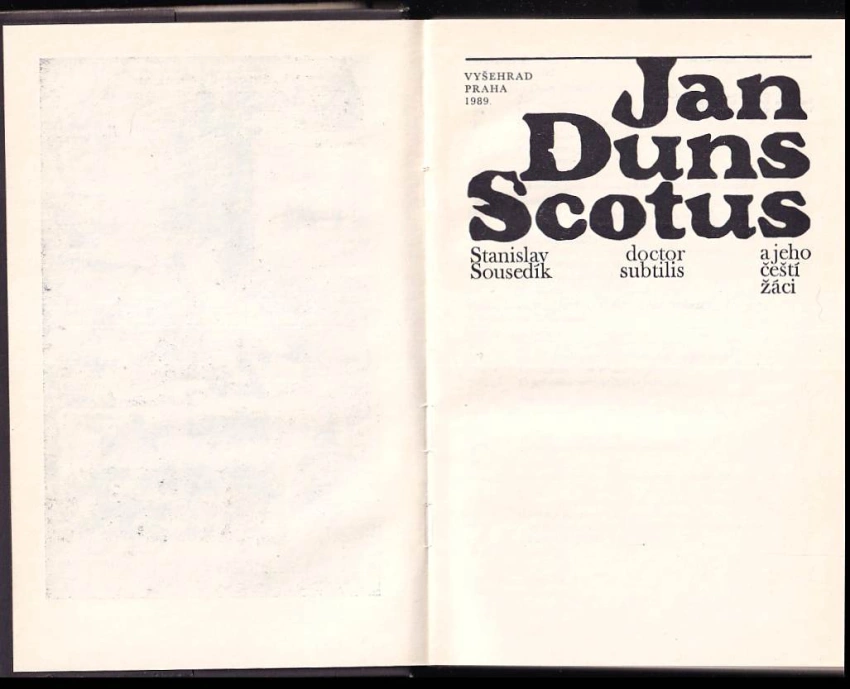 VYŠEHRAD
PRAHA
1989
Jan
Duns
Scotus
Stanislav
Sousedík
doctor
subtilis
a jeho
čeští
žáci